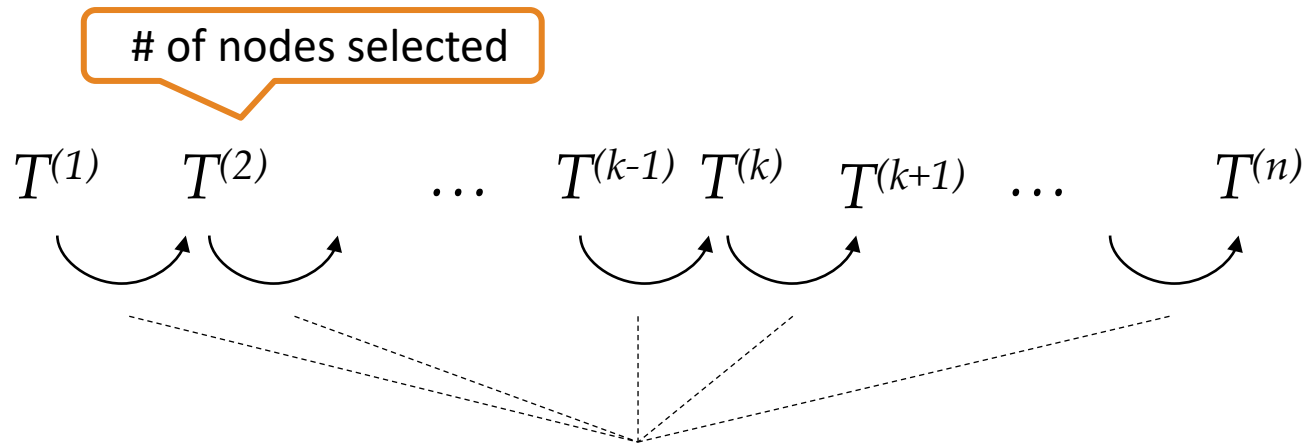 # of nodes selected
T(1) T(2) ... T(k-1) T(k) T(k+1) ... T(n)